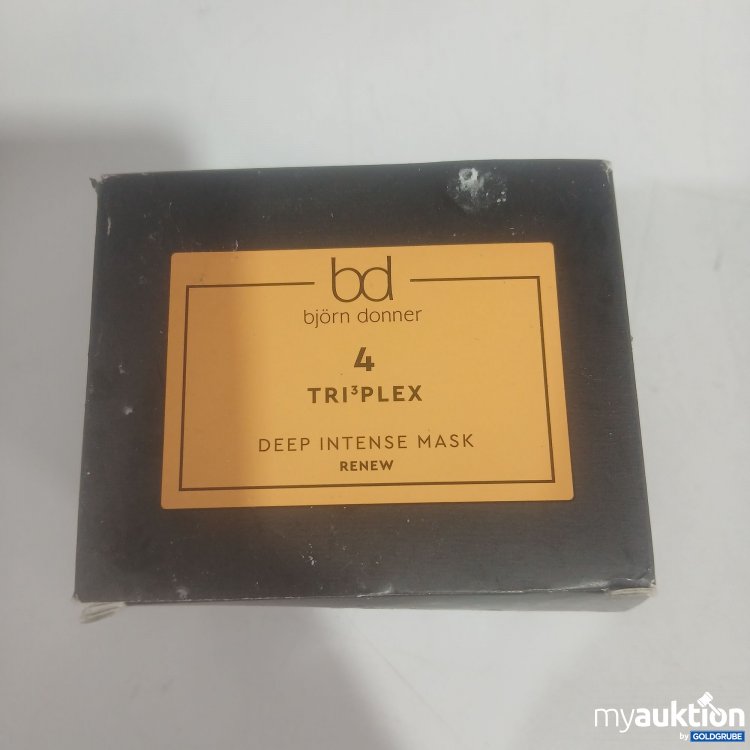 bd
björn donner
4
TRI³PLEX
DEEP INTENSE MASK
RENEW
myauktion
by GOLDGRUBE